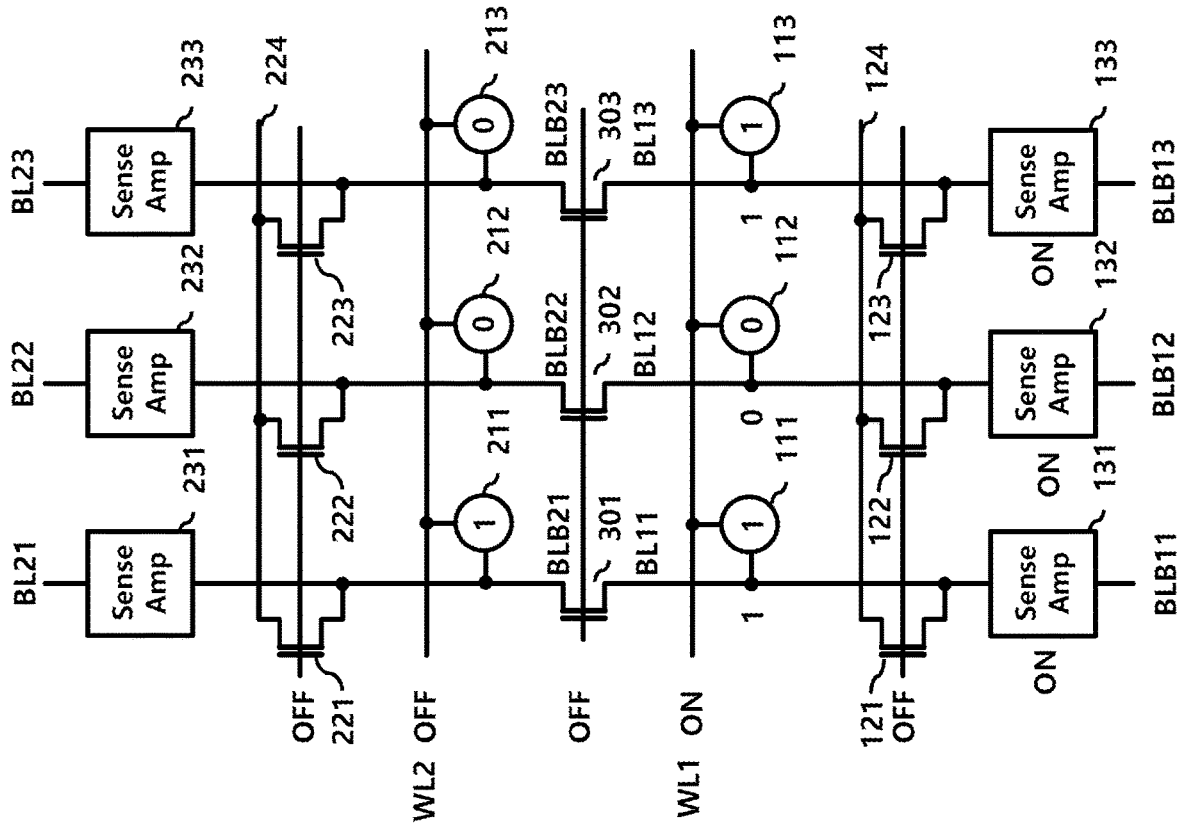 BL21
BL22
BL23
Sense Amp
231
Sense Amp
232
Sense Amp
233
224
OFF
221
222
223
WL2 OFF
1
211
0
212
0
213
BLB21
BLB22
BLB23
OFF
301
302
303
BL11
BL12
BL13
WL1 ON
1
1
111
0
0
112
1
1
113
124
121
OFF
122
123
ON
Sense Amp
131
ON
Sense Amp
132
ON
Sense Amp
133
BLB11
BLB12
BLB13